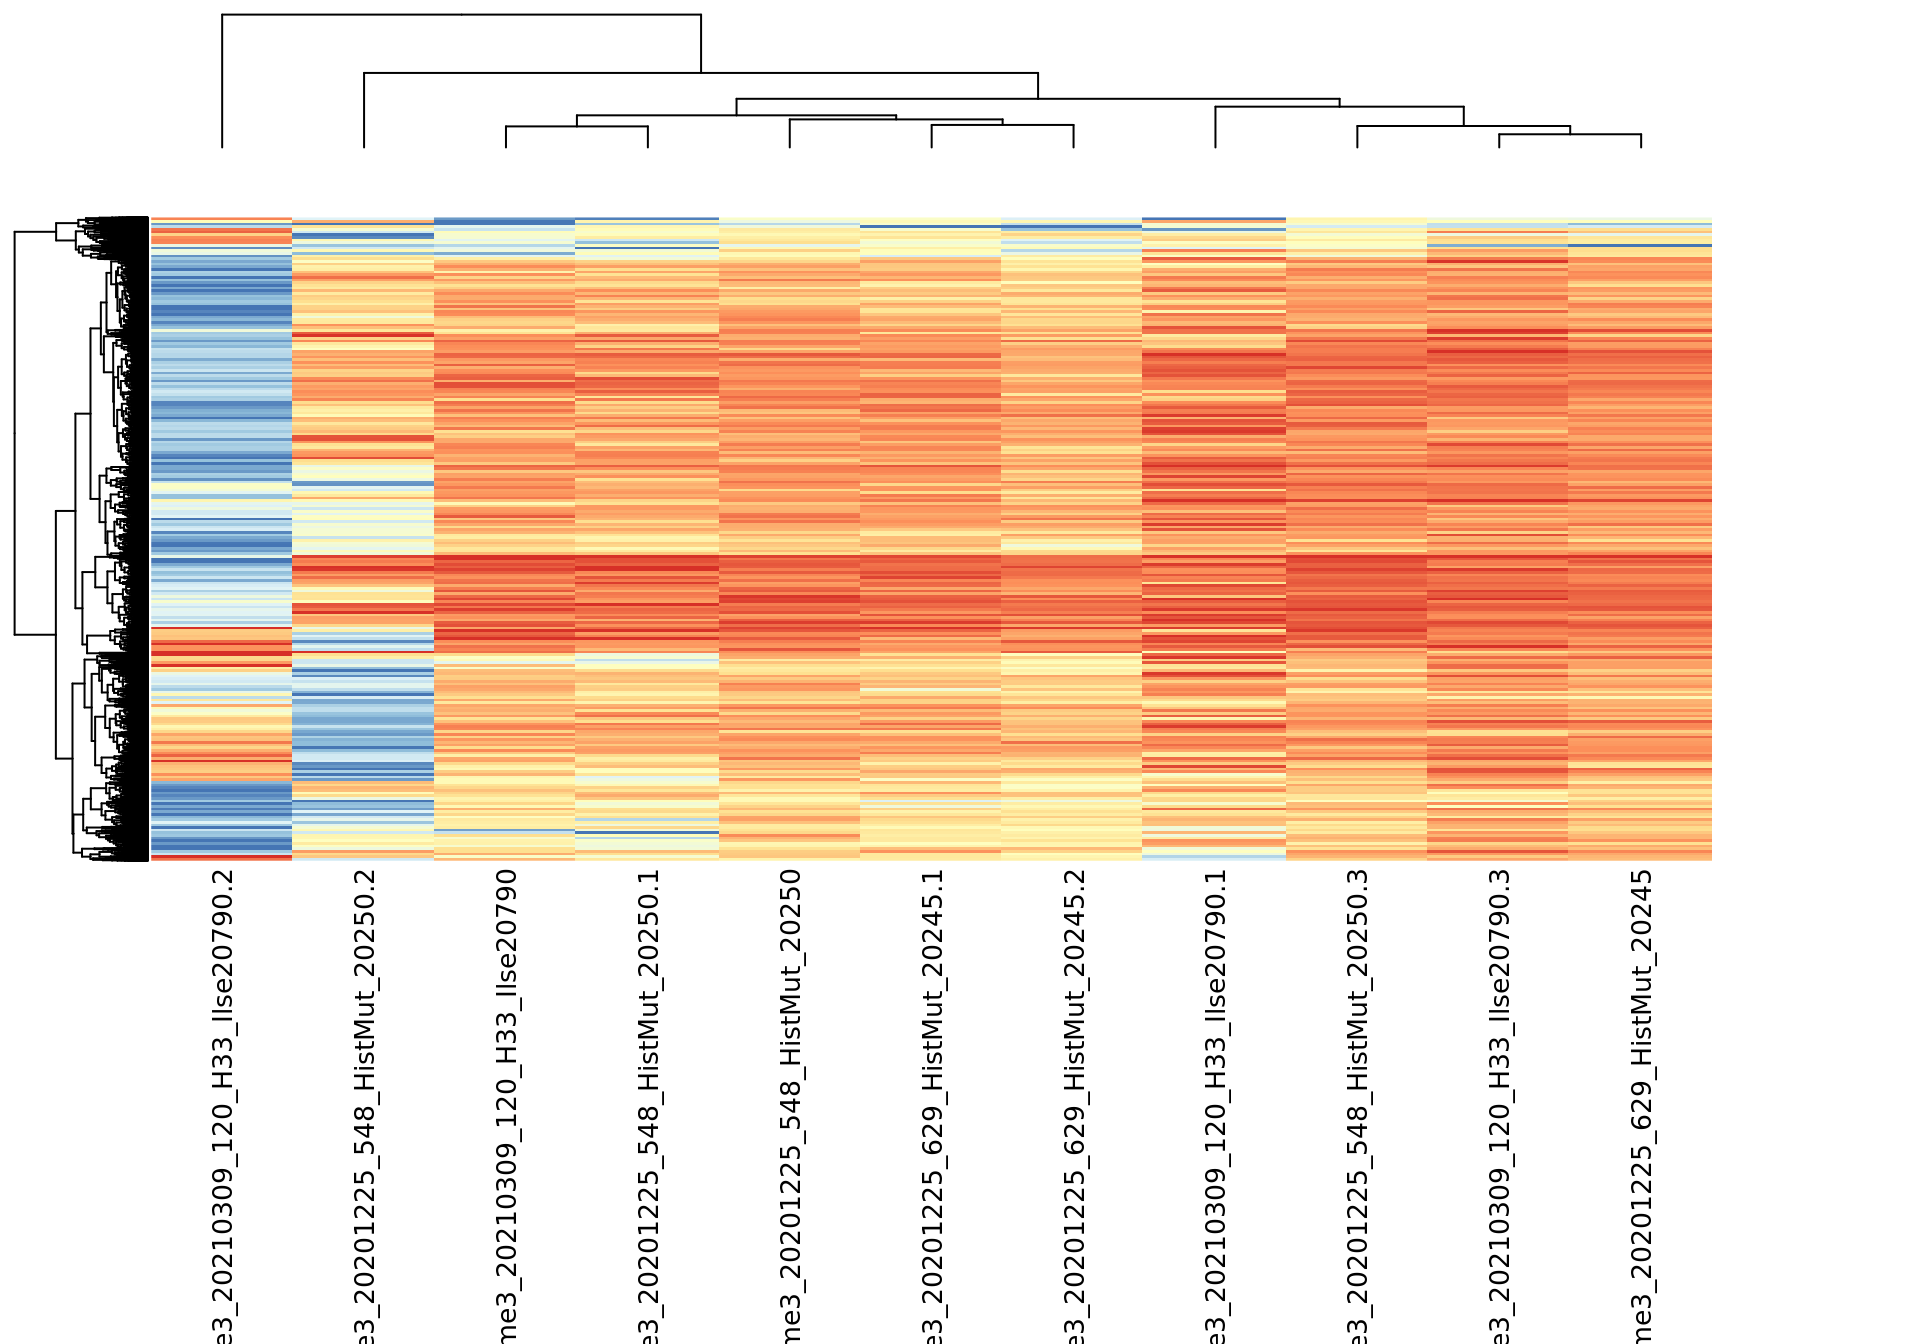 e3_20210309_120_H33_Ilse20790.2
e3_20201225_548_HistMut_20250.2
me3_20210309_120_H33_Ilse20790
e3_20201225_548_HistMut_20250.1
me3_20201225_548_HistMut_20250
e3_20201225_629_HistMut_20245.1
e3_20201225_629_HistMut_20245.2
e3_20210309_120_H33_Ilse20790.1
e3_20201225_548_HistMut_20250.3
e3_20210309_120_H33_Ilse20790.3
me3_20201225_629_HistMut_20245